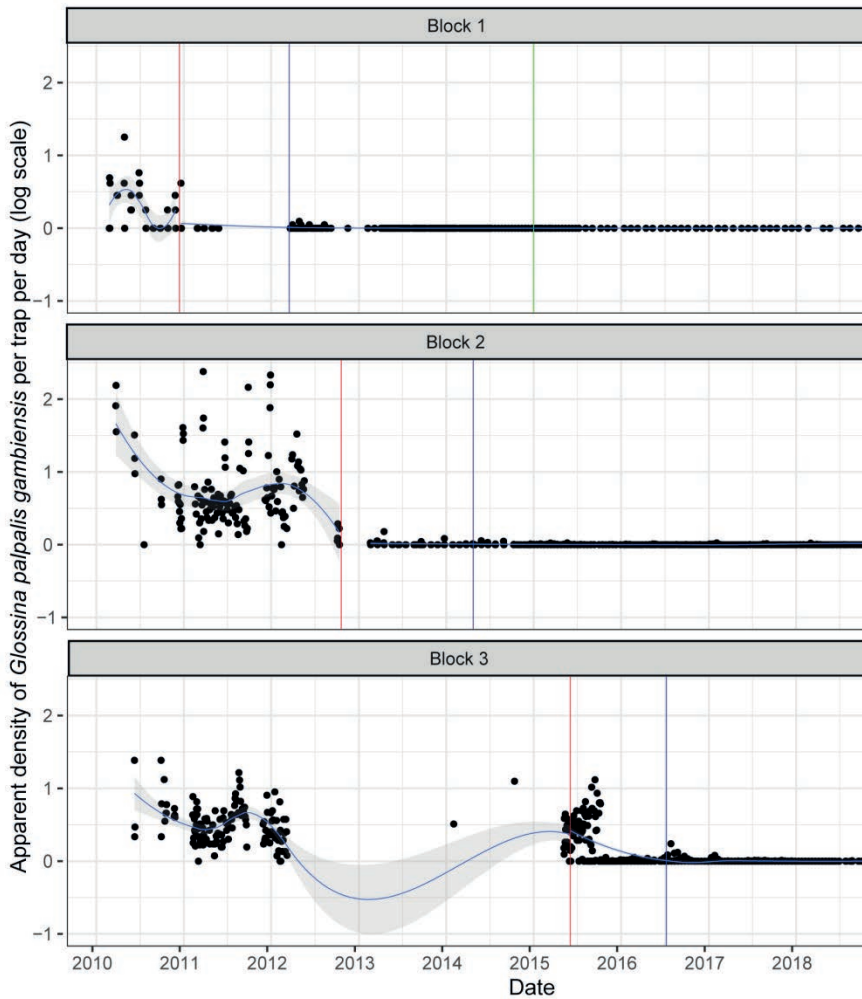 Block 1
2
1
0
−1
Block 2
2
1
0
−1
Block 3
2
1
0
−1
2010 2011 2012 2013 2014 2015 2016 2017 2018
Date
Apparent density of Glossina palpalis gambiensis per trap per day (log scale)